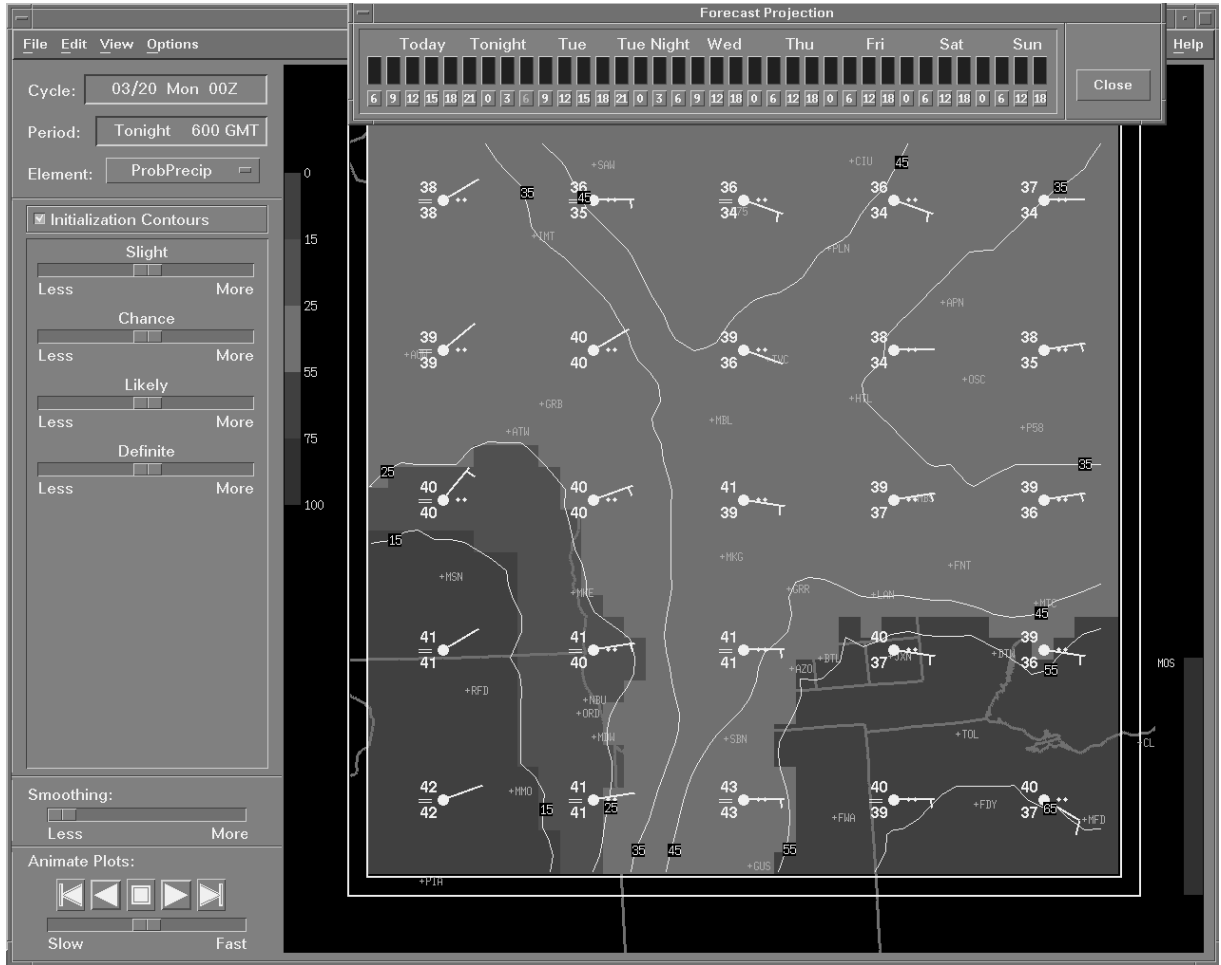 Forecast Projection
File Edit View Options Help
Today Tonight Tue Tue Night Wed Thu Fri Sat Sun
6 9 12 15 18 21 0 3 6 9 12 15 18 21 0 3 6 9 12 18 0 6 12 18 0 6 12 18 0 6 12 18 0 6 12 18
Close
Cycle: 03/20 Mon 00Z
Period: Tonight 600 GMT
Element: ProbPrecip
Initialization Contours
Slight
Less More
Chance
Less More
Likely
Less More
Definite
Less More
Smoothing:
Less More
Animate Plots:
Slow Fast
0
15
25
55
75
100
+SAW +CIU 45
38 35 36 45 36 36 37 35
38 35 34 75 34 34
+IMT +PLN
+APN
39 40 39 38 38
39 40 36 TVC 34 35
+OSC
+GRB +MBL +HTL
+ATW +P58
25 35
40 40 41 39 39
40 40 39 37 36
15
+MKG +FNT
+MSN
+MKE +GRR +LAN +MTC
45
41 41 41 40 39
41 40 41 37 36
+AZO +BTL +JXN +DTW 55
MOS
+RFD +NBU
+ORD
+MDW +SBN +TOL +CL
42 41 43 40 40
42 41 43 39 37
+MMO 15 25 +FWA +FDY 65 +MFD
35 45 55
+GUS
+PIA